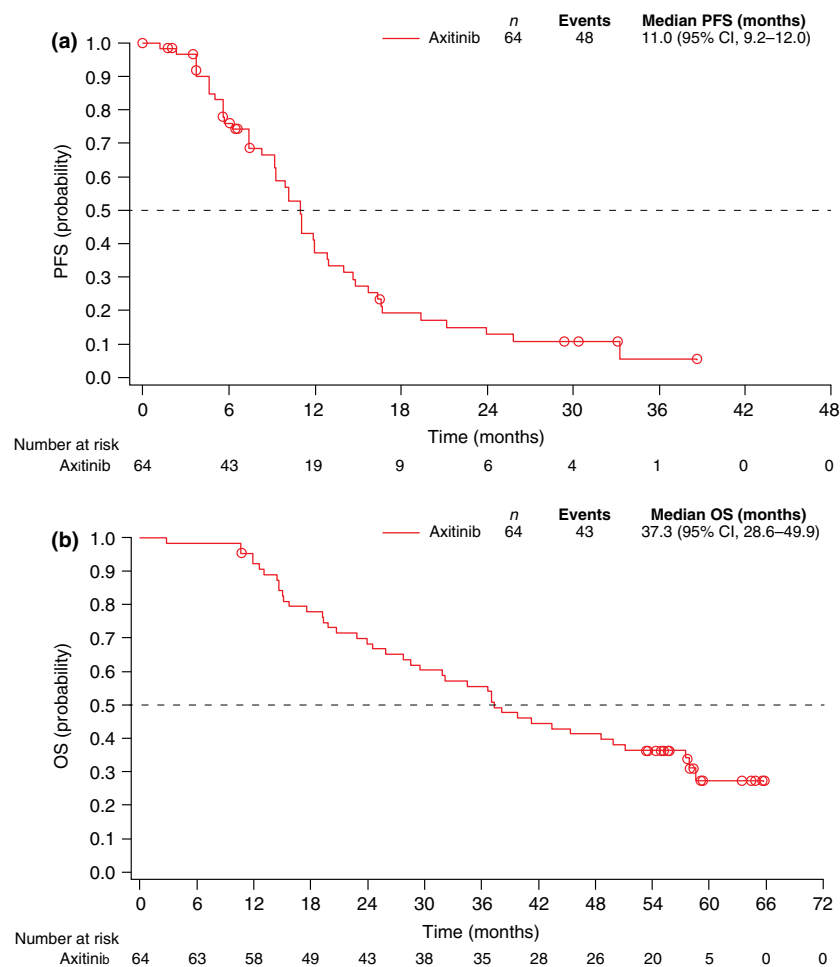 (a)
n Events Median PFS (months)
Axitinib 64 48 11.0 (95% CI, 9.2–12.0)
PFS (probability)
1.0
0.9
0.8
0.7
0.6
0.5
0.4
0.3
0.2
0.1
0.0
0 6 12 18 24 30 36 42 48
Time (months)
Number at risk
Axitinib 64 43 19 9 6 4 1 0 0
(b)
n Events Median OS (months)
Axitinib 64 43 37.3 (95% CI, 28.6–49.9)
OS (probability)
1.0
0.9
0.8
0.7
0.6
0.5
0.4
0.3
0.2
0.1
0.0
0 6 12 18 24 30 36 42 48 54 60 66 72
Time (months)
Number at risk
Axitinib 64 63 58 49 43 38 35 28 26 20 5 0 0